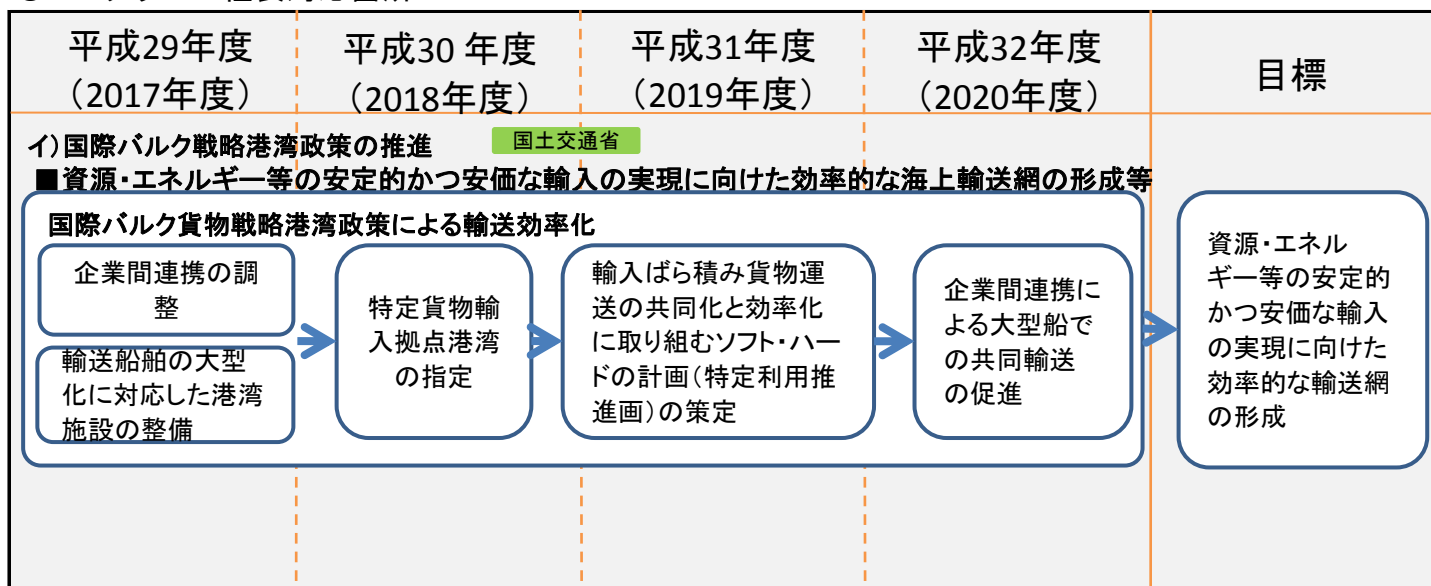 平成29年度
（2017年度）
平成30 年度
（2018年度）
平成31年度
（2019年度）
平成32年度
（2020年度）
目標
イ）国際バルク戦略港湾政策の推進
国土交通省
■資源・エネルギー等の安定的かつ安価な輸入の実現に向けた効率的な海上輸送網の形成等
国際バルク貨物戦略港湾政策による輸送効率化
企業間連携の調
整
輸送船舶の大型
化に対応した港湾
施設の整備
特定貨物輸
入拠点港湾
の指定
輸入ばら積み貨物運
送の共同化と効率化
に取り組むソフト・ハー
ドの計画（特定利用推
進画）の策定
企業間連携に
よる大型船で
の共同輸送
の促進
資源・エネル
ギー等の安定的
かつ安価な輸入
の実現に向けた
効率的な輸送網
の形成